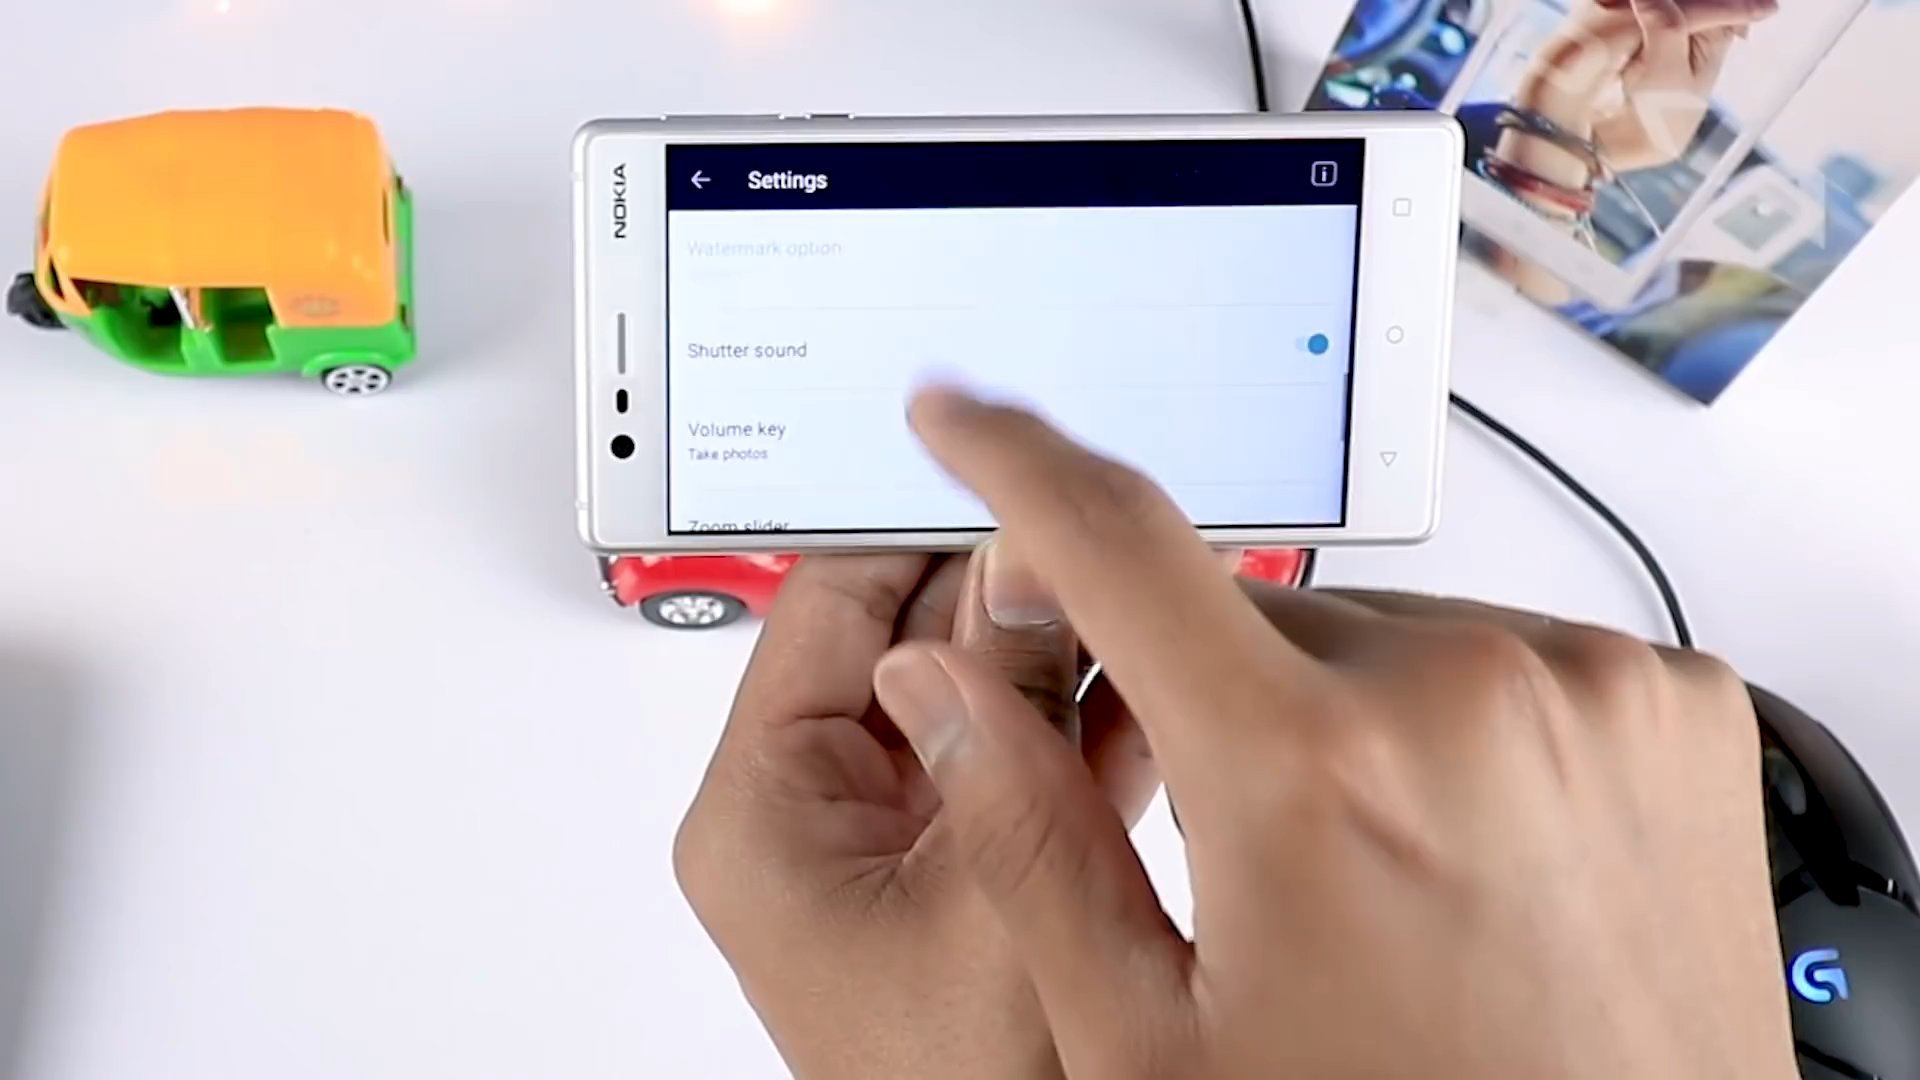 NOKIA
Settings
Watermark option
Shutter sound
Volume key
Take photos
Zoom slider